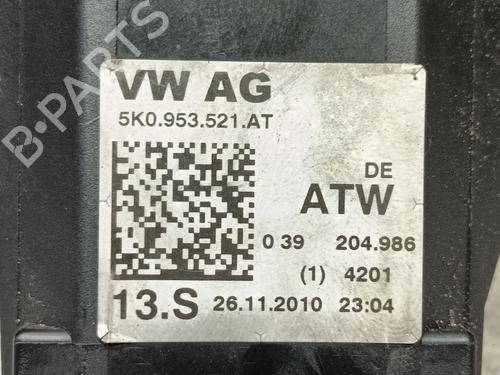 B-PARTS
VW AG
5K0.953.521.AT
DE
ATW
0 39 204.986
(1) 4201
13.S 26.11.2010 23:04